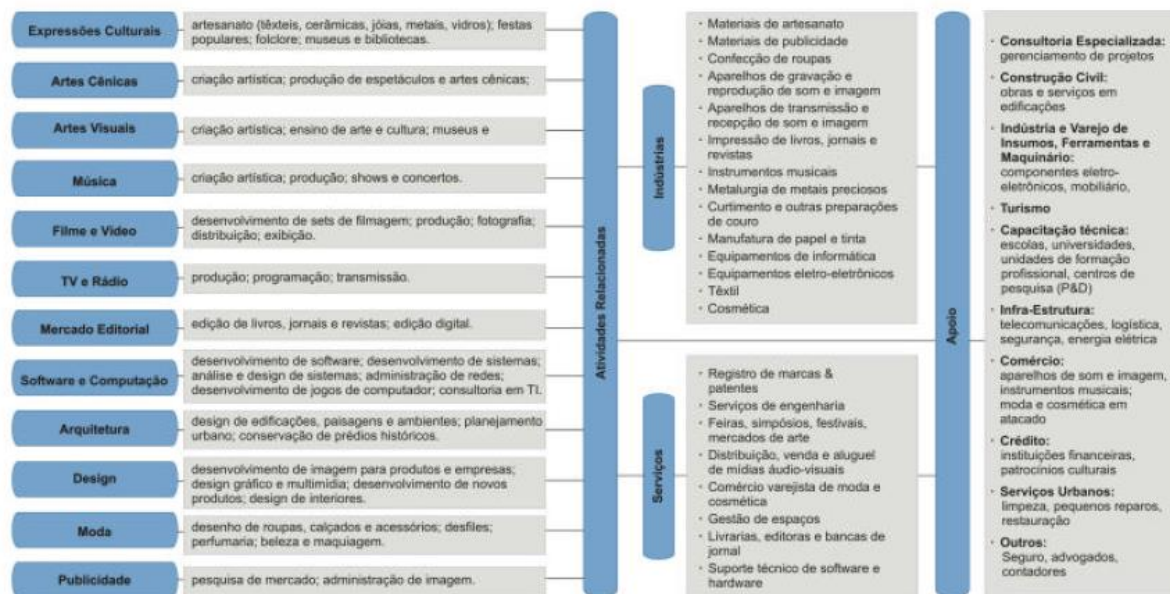 Expressões Culturais
artesanato (têxteis, cerâmicas, jóias, metais, vidros); festas
populares; folclore; museus e bibliotecas.
Artes Cênicas
criação artística; produção de espetáculos e artes cênicas;
Artes Visuais
criação artística; ensino de arte e cultura; museus e
Música
criação artística; produção; shows e concertos.
Filme e Video
desenvolvimento de sets de filmagem; produção; fotografia;
distribuição; exibição.
TV e Rádio
produção; programação; transmissão.
Mercado Editorial
edição de livros, jornais e revistas; edição digital.
Software e Computação
desenvolvimento de software; desenvolvimento de sistemas;
análise e design de sistemas; administração de redes;
desenvolvimento de jogos de computador; consultoria em TI.
Arquitetura
design de edificações, paisagens e ambientes; planejamento
urbano; conservação de prédios históricos.
Design
desenvolvimento de imagem para produtos e empresas;
design gráfico e multimídia; desenvolvimento de novos
produtos; design de interiores.
Moda
desenho de roupas, calçados e acessórios; desfiles;
perfumaria; beleza e maquiagem.
Publicidade
pesquisa de mercado; administração de imagem.
Atividades Relacionadas
Indústrias
· Materiais de artesanato
· Materiais de publicidade
· Confecção de roupas
· Aparelhos de gravação e
reprodução de som e imagem
· Aparelhos de transmissão e
recepção de som e imagem
· Impressão de livros, jornais e
revistas
· Instrumentos musicais
· Metalurgia de metais preciosos
· Curtimento e outras preparações
de couro
· Manufatura de papel e tinta
· Equipamentos de informática
· Equipamentos eletro-eletrônicos
· Têxtil
· Cosmética
Serviços
· Registro de marcas &
patentes
· Serviços de engenharia
· Feiras, simpósios, festivais,
mercados de arte
· Distribuição, venda e aluguel
de mídias áudio-visuais
· Comércio varejista de moda e
cosmética
· Gestão de espaços
· Livrarias, editoras e bancas de
jornal
· Suporte técnico de software e
hardware
Apoio
· Consultoria Especializada:
gerenciamento de projetos
· Construção Civil:
obras e serviços em
edificações
· Indústria e Varejo de
Insumos, Ferramentas e
Maquinário:
componentes eletro-
eletrônicos, mobiliário,
· Turismo
· Capacitação técnica:
escolas, universidades,
unidades de formação
profissional, centros de
pesquisa (P&D)
· Infra-Estrutura:
telecomunicações, logística,
segurança, energia elétrica
· Comércio:
aparelhos de som e imagem,
instrumentos musicais;
moda e cosmética em
atacado
· Crédito:
instituições financeiras,
patrocínios culturais
· Serviços Urbanos:
limpeza, pequenos reparos,
restauração
· Outros:
Seguro, advogados,
contadores